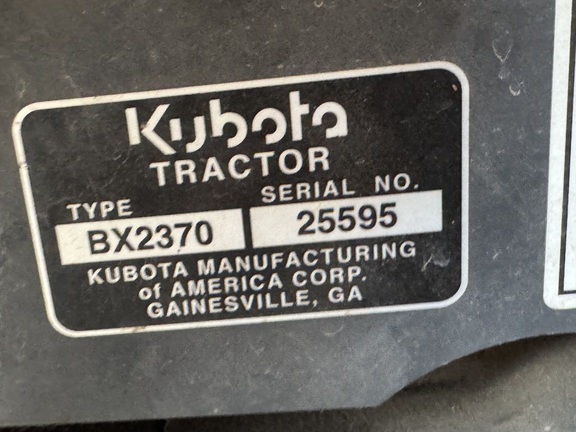 Kubota
TRACTOR
TYPE SERIAL NO.
BX2370 25595
KUBOTA MANUFACTURING
of AMERICA CORP.
GAINESVILLE, GA